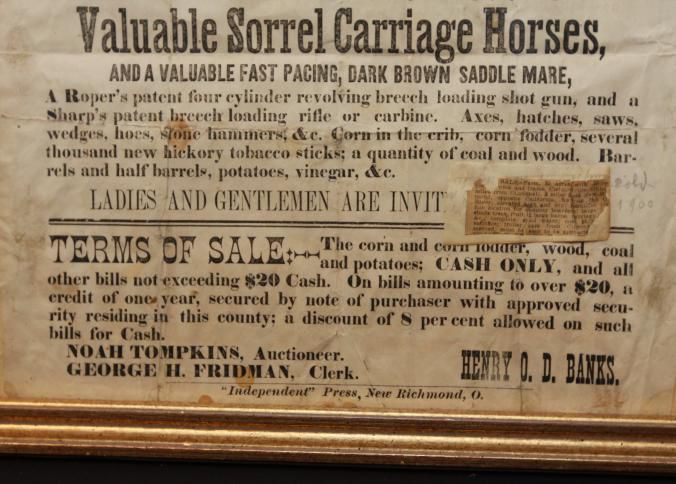 Valuable Sorrel Carriage Horses,
AND A VALUABLE FAST PACING, DARK BROWN SADDLE MARE,
A Roper's patent four cylinder revolving breech loading shot gun, and a
Sharp's patent breech loading rifle or carbine. Axes, hatches, saws,
wedges, hoes, stone hammers, &c. Corn in the crib, corn fodder, several
thousand new hickory tobacco sticks; a quantity of coal and wood. Bar-
rels and half barrels, potatoes, vinegar, &c.
LADIES AND GENTLEMEN ARE INVIT
sold
1900
TERMS OF SALE: The corn and corn fodder, wood, coal
and potatoes; CASH ONLY, and all
other bills not exceeding $20 Cash. On bills amounting to over $20, a
credit of one year, secured by note of purchaser with approved secu-
rity residing in this county; a discount of 8 per cent allowed on such
bills for Cash.
NOAH TOMPKINS, Auctioneer.
GEORGE H. FRIDMAN, Clerk.
HENRY O. D. BANKS.
"Independent" Press, New Richmond, O.